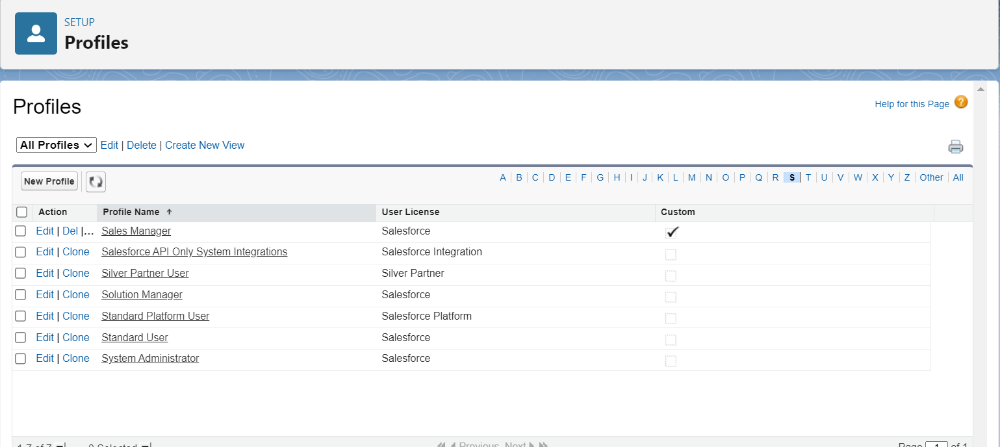 SETUP
Profiles
Profiles
Help for this Page ?
All Profiles Edit | Delete | Create New View
New Profile A B C D E F G H I J K L M N O P Q R S T U V W X Y Z Other All
Action Profile Name ↑ User License Custom
Edit | Del |... Sales Manager Salesforce ✓
Edit | Clone Salesforce API Only System Integrations Salesforce Integration
Edit | Clone Silver Partner User Silver Partner
Edit | Clone Solution Manager Salesforce
Edit | Clone Standard Platform User Salesforce Platform
Edit | Clone Standard User Salesforce
Edit | Clone System Administrator Salesforce
1-7 of 7 0 Selected Previous Next Page 1 of 1